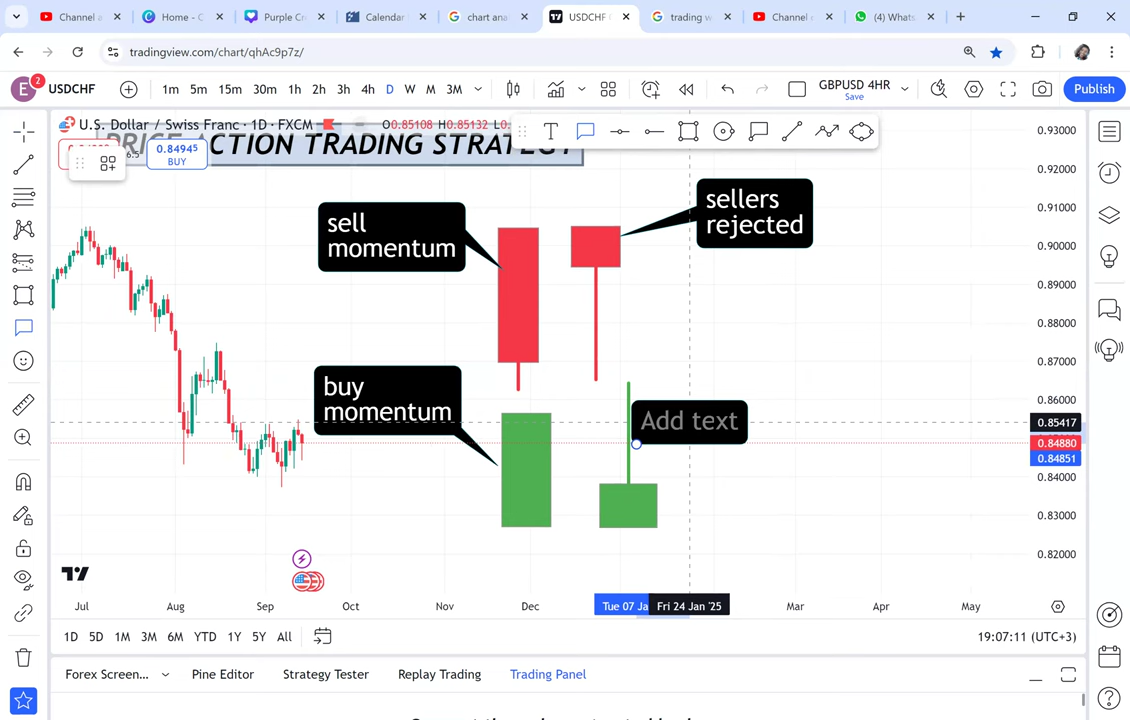 Channel a
Home - C
Purple Cr
Calendar
chart ana
USDCHF
trading w
Channel
(4) Whats
tradingview.com/chart/qhAc9p7z/
E
2
USDCHF
1m 5m 15m 30m 1h 2h 3h 4h D W M 3M
GBPUSD 4HR
Save
Publish
U.S. Dollar / Swiss Franc · 1D · FXCM
O0.85108 H0.85132 L0.
PRICE ACTION TRADING STRATEGY
6.5
0.84945
BUY
sell
momentum
sellers
rejected
buy
momentum
Add text
0.93000
0.92000
0.91000
0.90000
0.89000
0.88000
0.87000
0.86000
0.85417
0.84880
0.84851
0.84000
0.83000
0.82000
Jul Aug Sep Oct Nov Dec Tue 07 Ja Fri 24 Jan '25 Mar Apr May
1D 5D 1M 3M 6M YTD 1Y 5Y All
19:07:11 (UTC+3)
Forex Screen... Pine Editor Strategy Tester Replay Trading Trading Panel